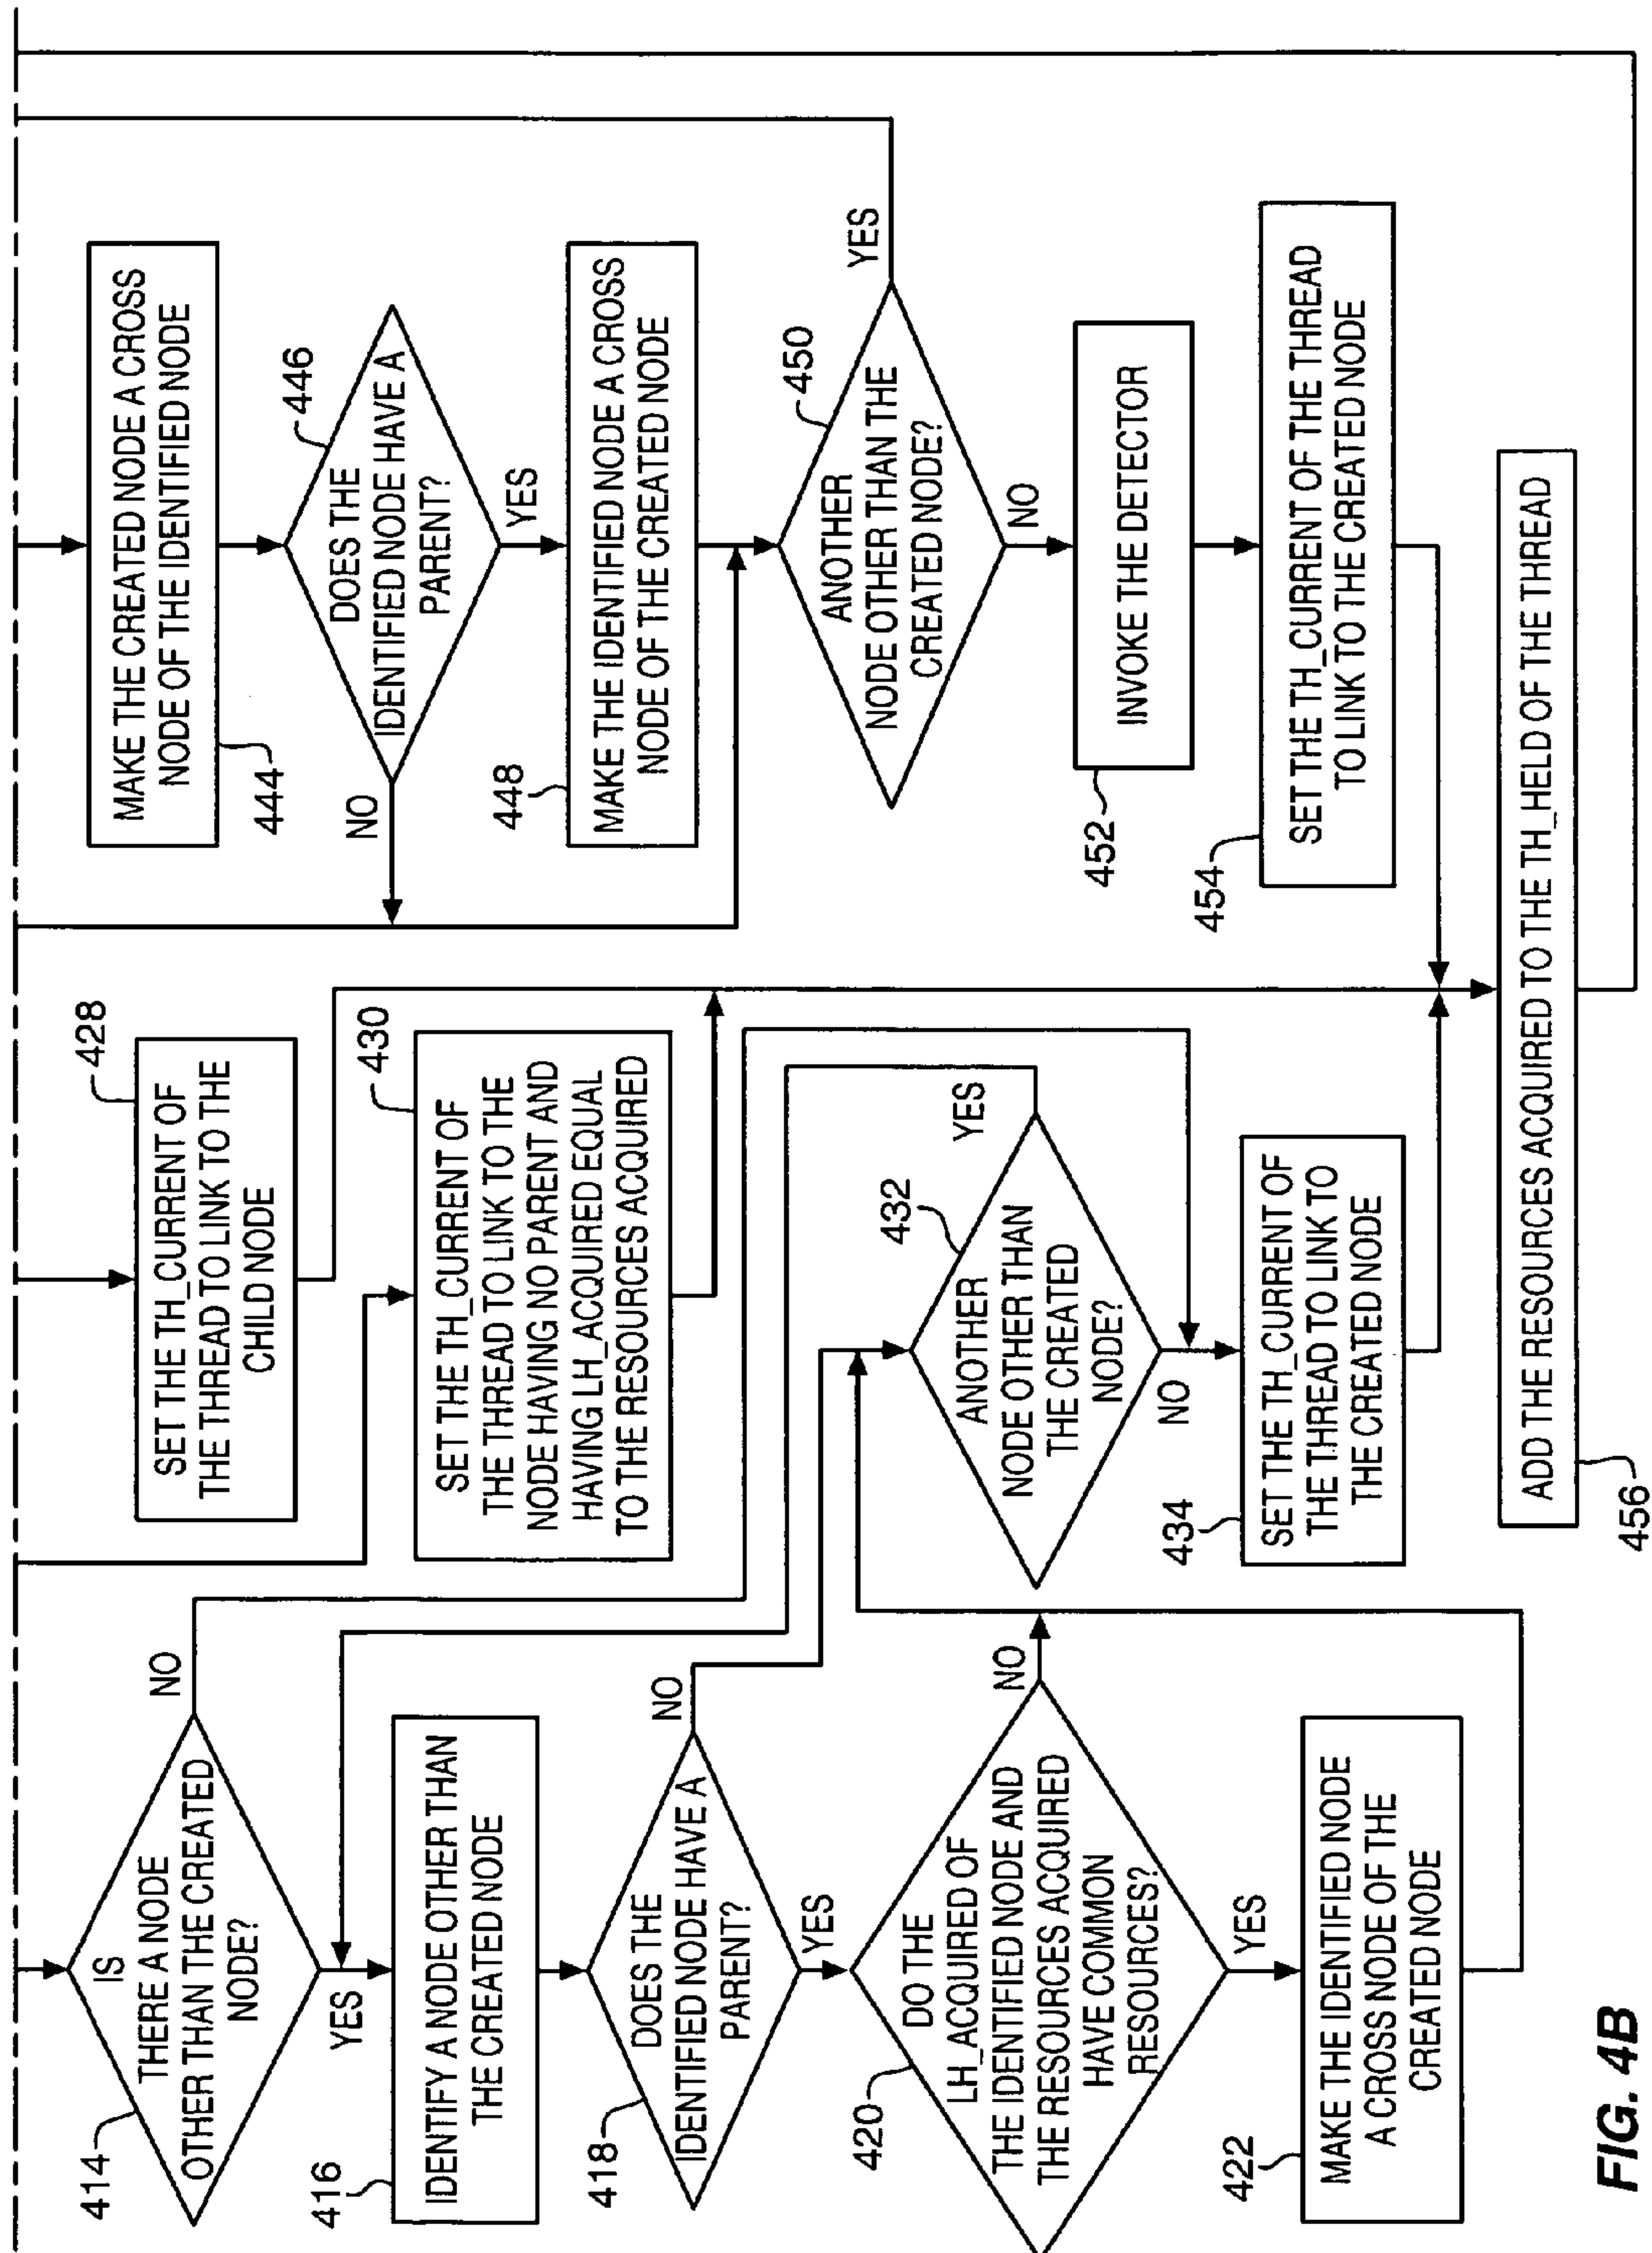 414
IS
THERE A NODE
OTHER THAN THE CREATED
NODE?
NO
YES
416
IDENTIFY A NODE OTHER THAN
THE CREATED NODE
418
DOES THE
IDENTIFIED NODE HAVE A
PARENT?
NO
YES
420
DO THE
LH_ACQUIRED OF
THE IDENTIFIED NODE AND
THE RESOURCES ACQUIRED
HAVE COMMON
RESOURCES?
NO
YES
422
MAKE THE IDENTIFIED NODE
A CROSS NODE OF THE
CREATED NODE
428
SET THE TH_CURRENT OF
THE THREAD TO LINK TO THE
CHILD NODE
430
SET THE TH_CURRENT OF
THE THREAD TO LINK TO THE
NODE HAVING NO PARENT AND
HAVING LH_ACQUIRED EQUAL
TO THE RESOURCES ACQUIRED
432
ANOTHER
NODE OTHER THAN
THE CREATED
NODE?
YES
NO
434
SET THE TH_CURRENT OF
THE THREAD TO LINK TO
THE CREATED NODE
MAKE THE CREATED NODE A CROSS
NODE OF THE IDENTIFIED NODE
444
446
DOES THE
IDENTIFIED NODE HAVE A
PARENT?
NO
YES
448
MAKE THE IDENTIFIED NODE A CROSS
NODE OF THE CREATED NODE
450
ANOTHER
NODE OTHER THAN THE
CREATED NODE?
YES
NO
INVOKE THE DETECTOR
452
454
SET THE TH_CURRENT OF THE THREAD
TO LINK TO THE CREATED NODE
ADD THE RESOURCES ACQUIRED TO THE TH_HELD OF THE THREAD
456
FIG. 4B